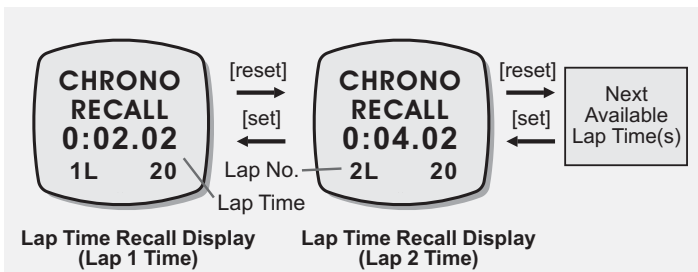 CHRONO
RECALL
0:02.02
1L 20
[reset]
[set]
CHRONO
RECALL
0:04.02
2L 20
Lap No.
Lap Time
[reset]
[set]
Next
Available
Lap Time(s)
Lap Time Recall Display
(Lap 1 Time)
Lap Time Recall Display
(Lap 2 Time)